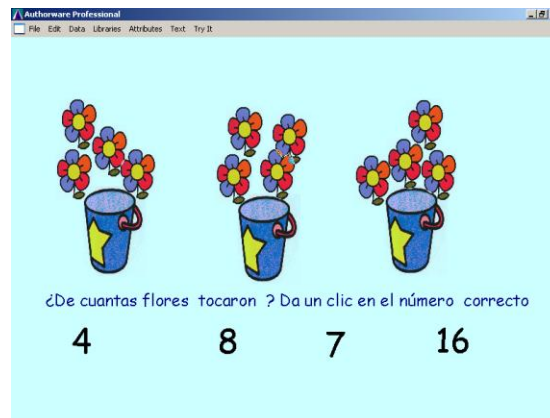 Authorware Professional
File Edit Data Libraries Attributes Text Try It
¿De cuantas flores tocaron ? Da un clic en el número correcto
4 8 7 16